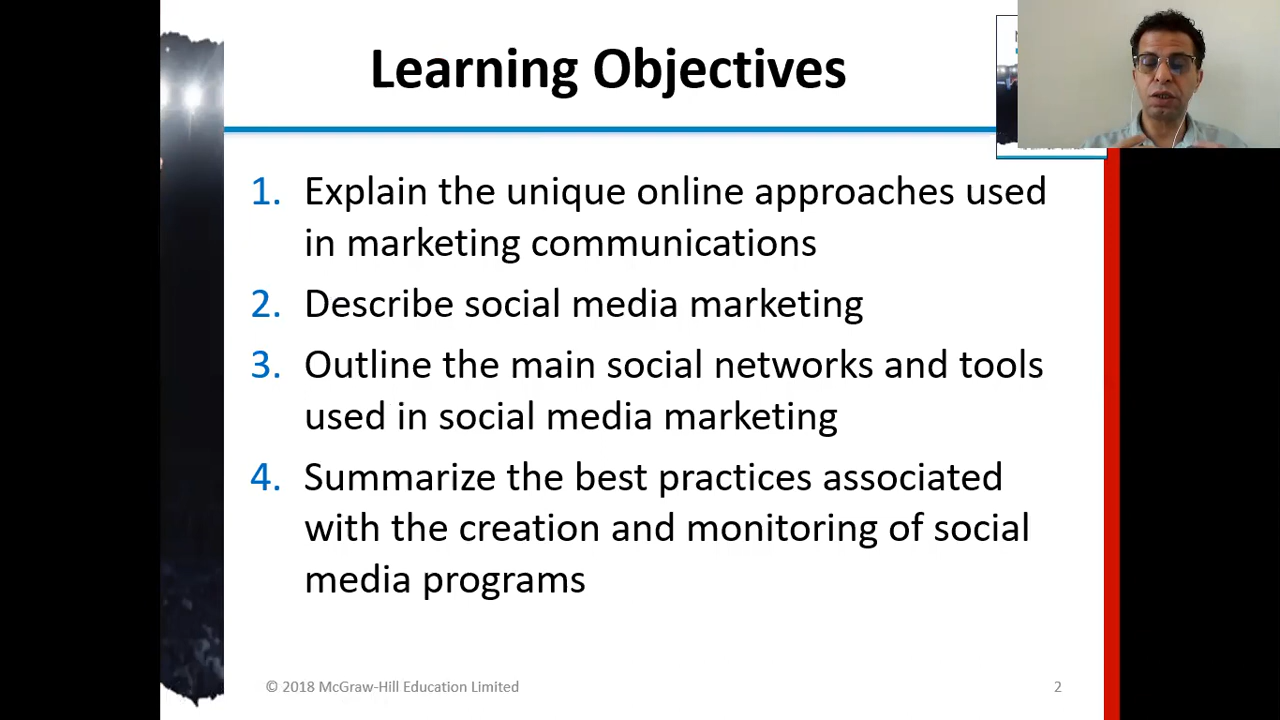 Learning Objectives
1. Explain the unique online approaches used
in marketing communications
2. Describe social media marketing
3. Outline the main social networks and tools
used in social media marketing
4. Summarize the best practices associated
with the creation and monitoring of social
media programs
© 2018 McGraw-Hill Education Limited
2